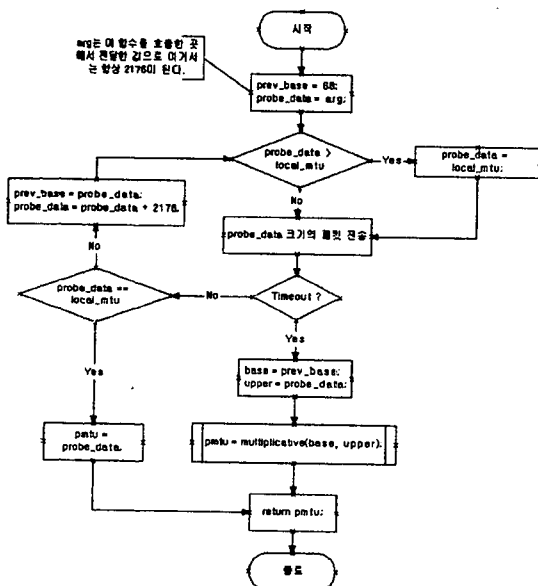 시작
arg는 이 함수를 호출한 곳
에서 전달한 값으로 여기서
는 항상 2176이 된다.
prev_base = 68;
probe_data = arg;
probe_data >
local_mtu
Yes
probe_data =
local_mtu;
No
prev_base = probe_data;
probe_data = probe_data + 2176.
probe_data 크기의 패킷 전송
No
probe_data ==
local_mtu
No
Timeout ?
Yes
Yes
base = prev_base;
upper = probe_data;
pmtu =
probe_data.
pmtu = multiplicative(base, upper).
return pmtu;
종료